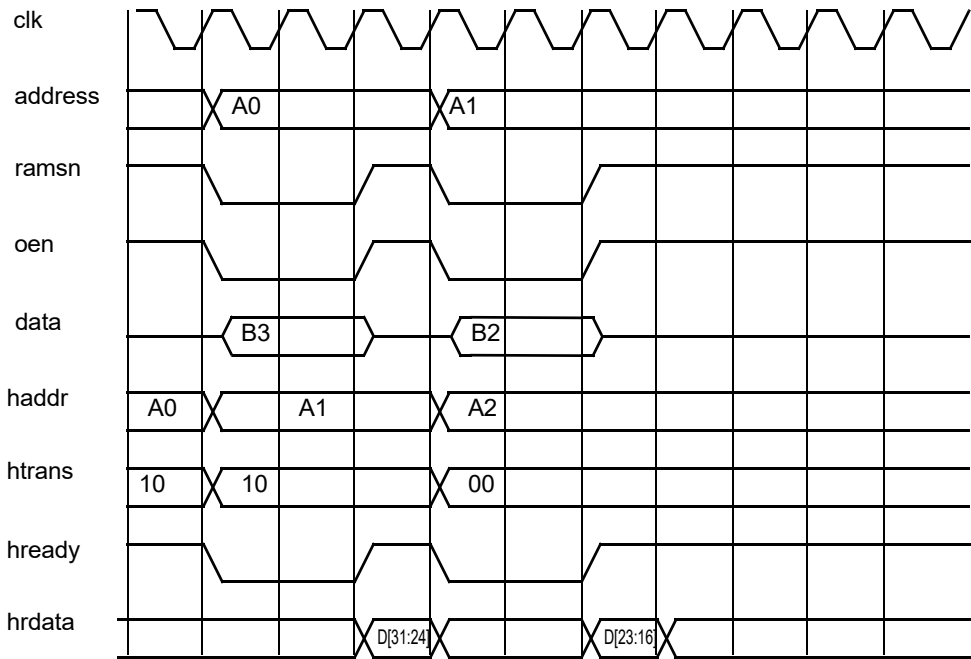 clk
address A0 A1
ramsn
oen
data B3 B2
haddr A0 A1 A2
htrans 10 10 00
hready
hrdata D[31:24] D[23:16]